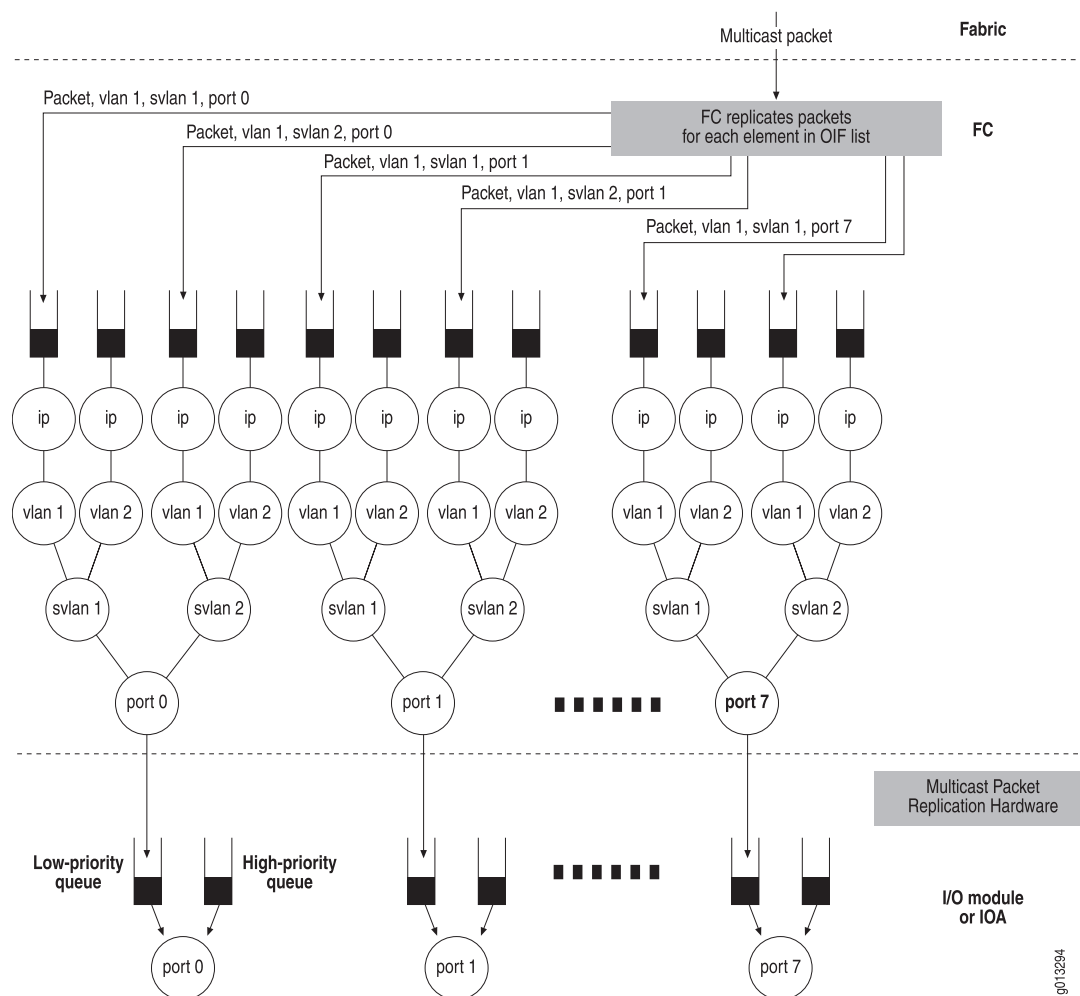 Multicast packet
Fabric
Packet, vlan 1, svlan 1, port 0
FC replicates packets
for each element in OIF list
FC
Packet, vlan 1, svlan 2, port 0
Packet, vlan 1, svlan 1, port 1
Packet, vlan 1, svlan 2, port 1
Packet, vlan 1, svlan 1, port 7
ip ip ip ip ip ip ip ip ip ip ip ip
vlan 1 vlan 2 vlan 1 vlan 2 vlan 1 vlan 2 vlan 1 vlan 2 vlan 1 vlan 2 vlan 1 vlan 2
svlan 1 svlan 2 svlan 1 svlan 2 svlan 1 svlan 2
port 0 port 1 port 7
Multicast Packet
Replication Hardware
Low-priority
queue
High-priority
queue
I/O module
or IOA
port 0 port 1 port 7
g013294